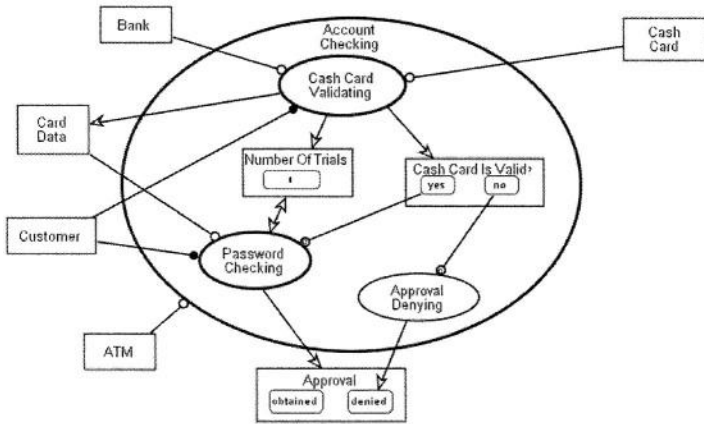 Bank
Account
Checking
Cash
Card
Cash Card
Validating
Card
Data
Number Of Trials
Cash Card Is Valid?
yes
no
Customer
Password
Checking
Approval
Denying
ATM
Approval
obtained
denied